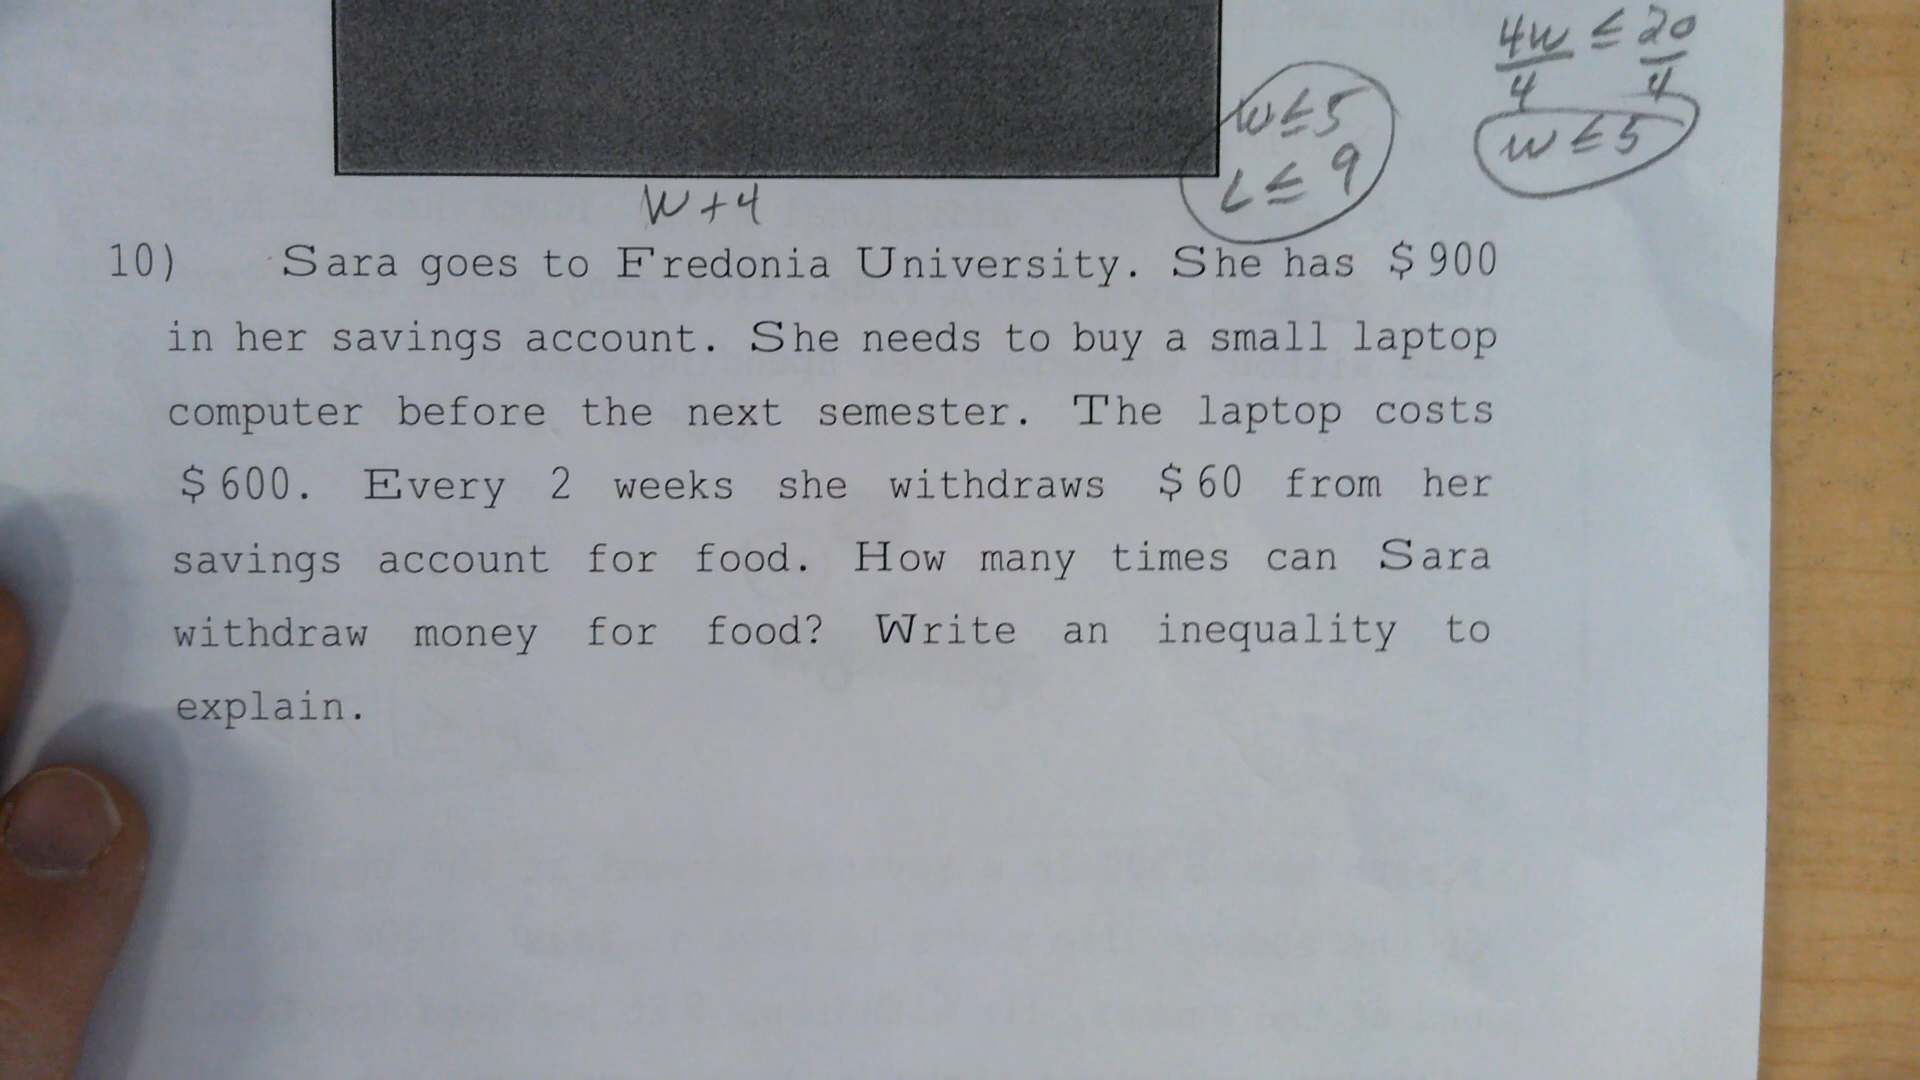 4w ≤ 20
4 4
w ≤ 5
w ≤ 5
L ≤ 9
W + 4
10) Sara goes to Fredonia University. She has $900
in her savings account. She needs to buy a small laptop
computer before the next semester. The laptop costs
$600. Every 2 weeks she withdraws $60 from her
savings account for food. How many times can Sara
withdraw money for food? Write an inequality to
explain.